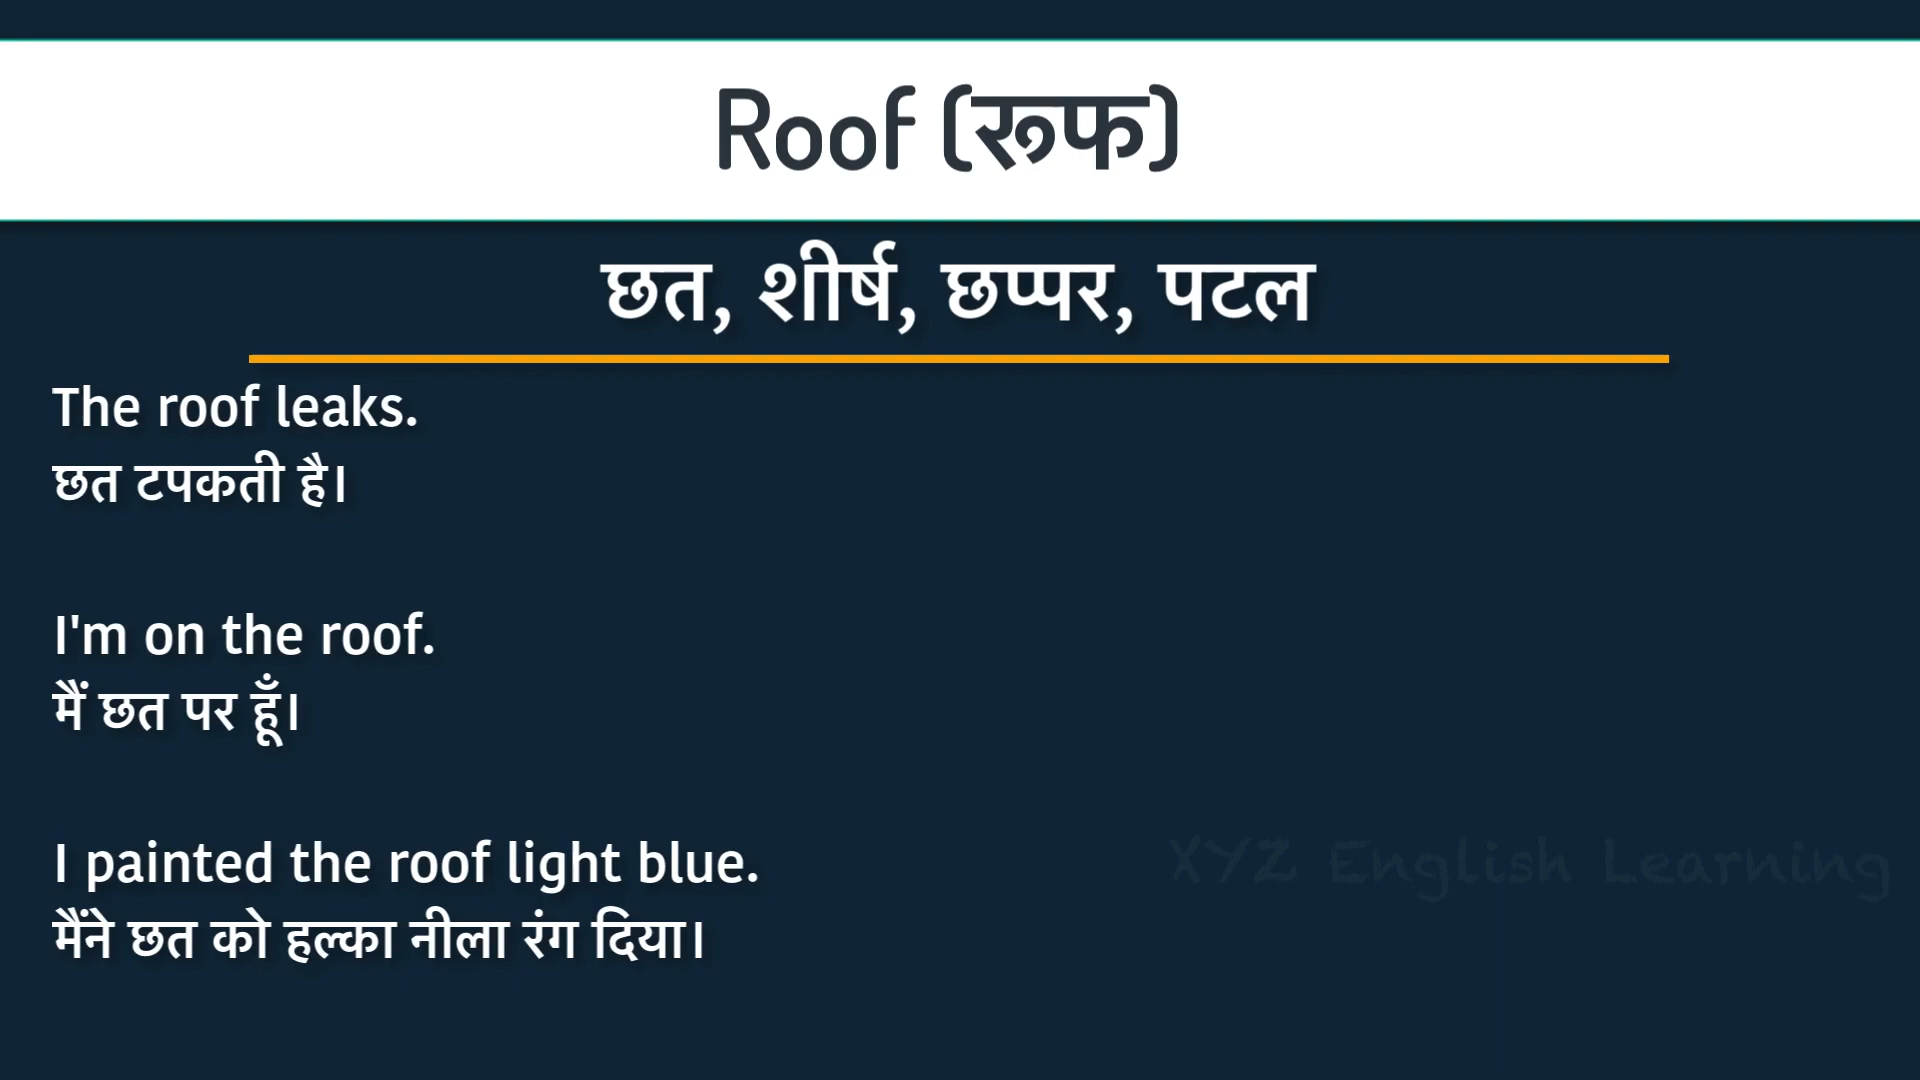 Roof (रूफ)
छत, शीर्ष, छप्पर, पटल
The roof leaks.
छत टपकती है।
I'm on the roof.
मैं छत पर हूँ।
I painted the roof light blue.
मैंने छत को हल्का नीला रंग दिया।
XYZ English Learning